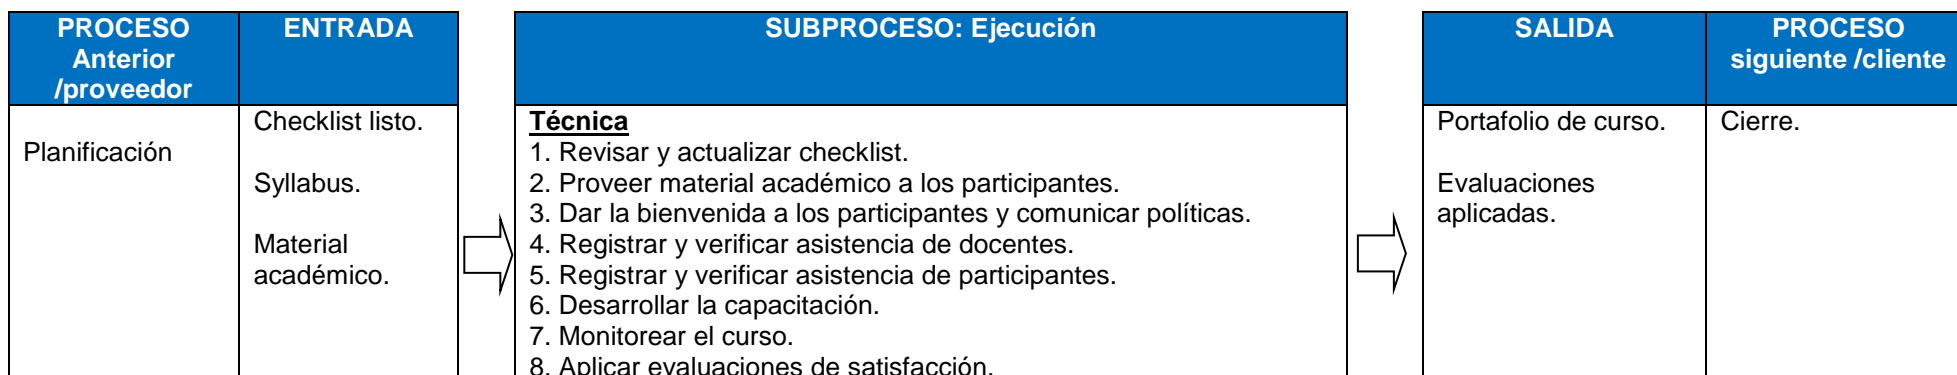 PROCESO
Anterior
/proveedor
ENTRADA
SUBPROCESO: Ejecución
SALIDA
PROCESO
siguiente /cliente
Planificación
Checklist listo.
Syllabus.
Material
académico.
Técnica
1. Revisar y actualizar checklist.
2. Proveer material académico a los participantes.
3. Dar la bienvenida a los participantes y comunicar políticas.
4. Registrar y verificar asistencia de docentes.
5. Registrar y verificar asistencia de participantes.
6. Desarrollar la capacitación.
7. Monitorear el curso.
8. Aplicar evaluaciones de satisfacción.
Portafolio de curso.
Evaluaciones
aplicadas.
Cierre.